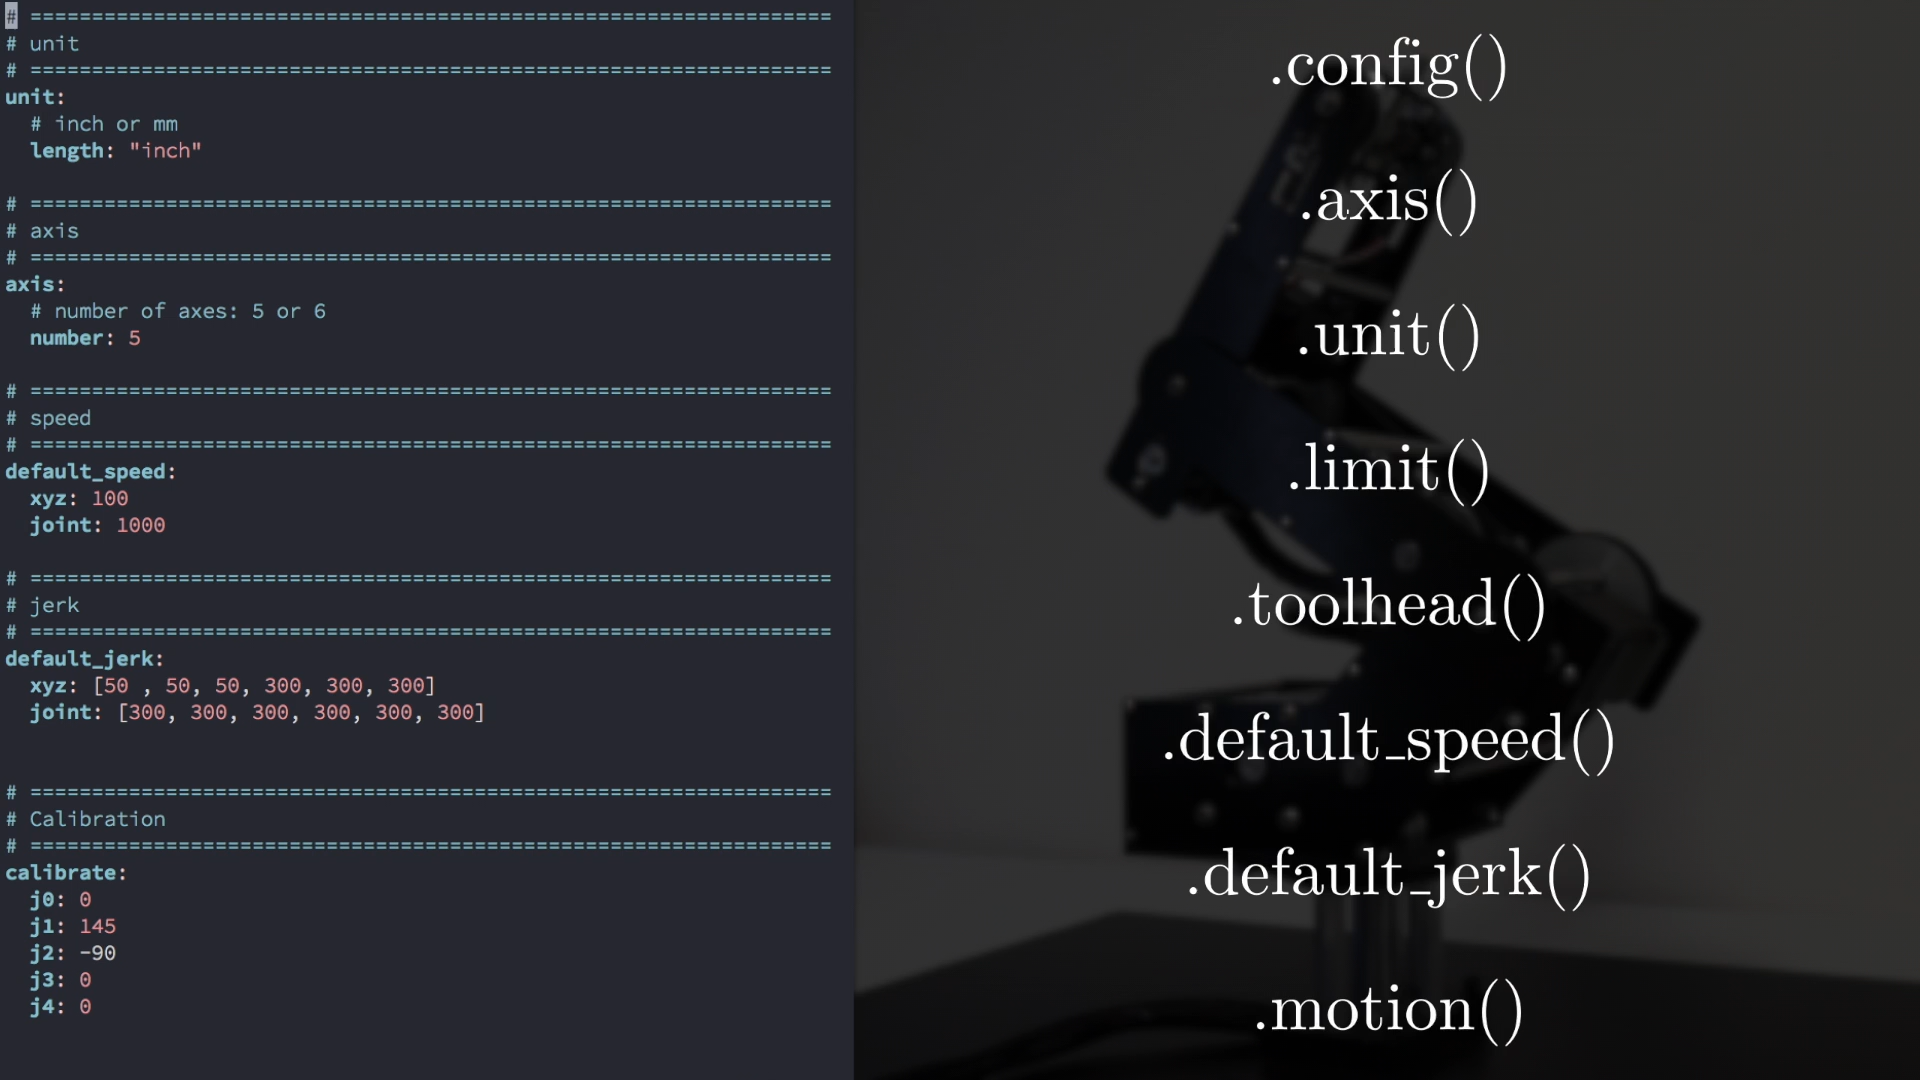 # =================================================================
# unit
# =================================================================
unit:
# inch or mm
length: "inch"
# =================================================================
# axis
# =================================================================
axis:
# number of axes: 5 or 6
number: 5
# =================================================================
# speed
# =================================================================
default_speed:
xyz: 100
joint: 1000
# =================================================================
# jerk
# =================================================================
default_jerk:
xyz: [50 , 50, 50, 300, 300, 300]
joint: [300, 300, 300, 300, 300, 300]
# =================================================================
# Calibration
# =================================================================
calibrate:
j0: 0
j1: 145
j2: -90
j3: 0
j4: 0
.config()
.axis()
.unit()
.limit()
.toolhead()
.default_speed()
.default_jerk()
.motion()